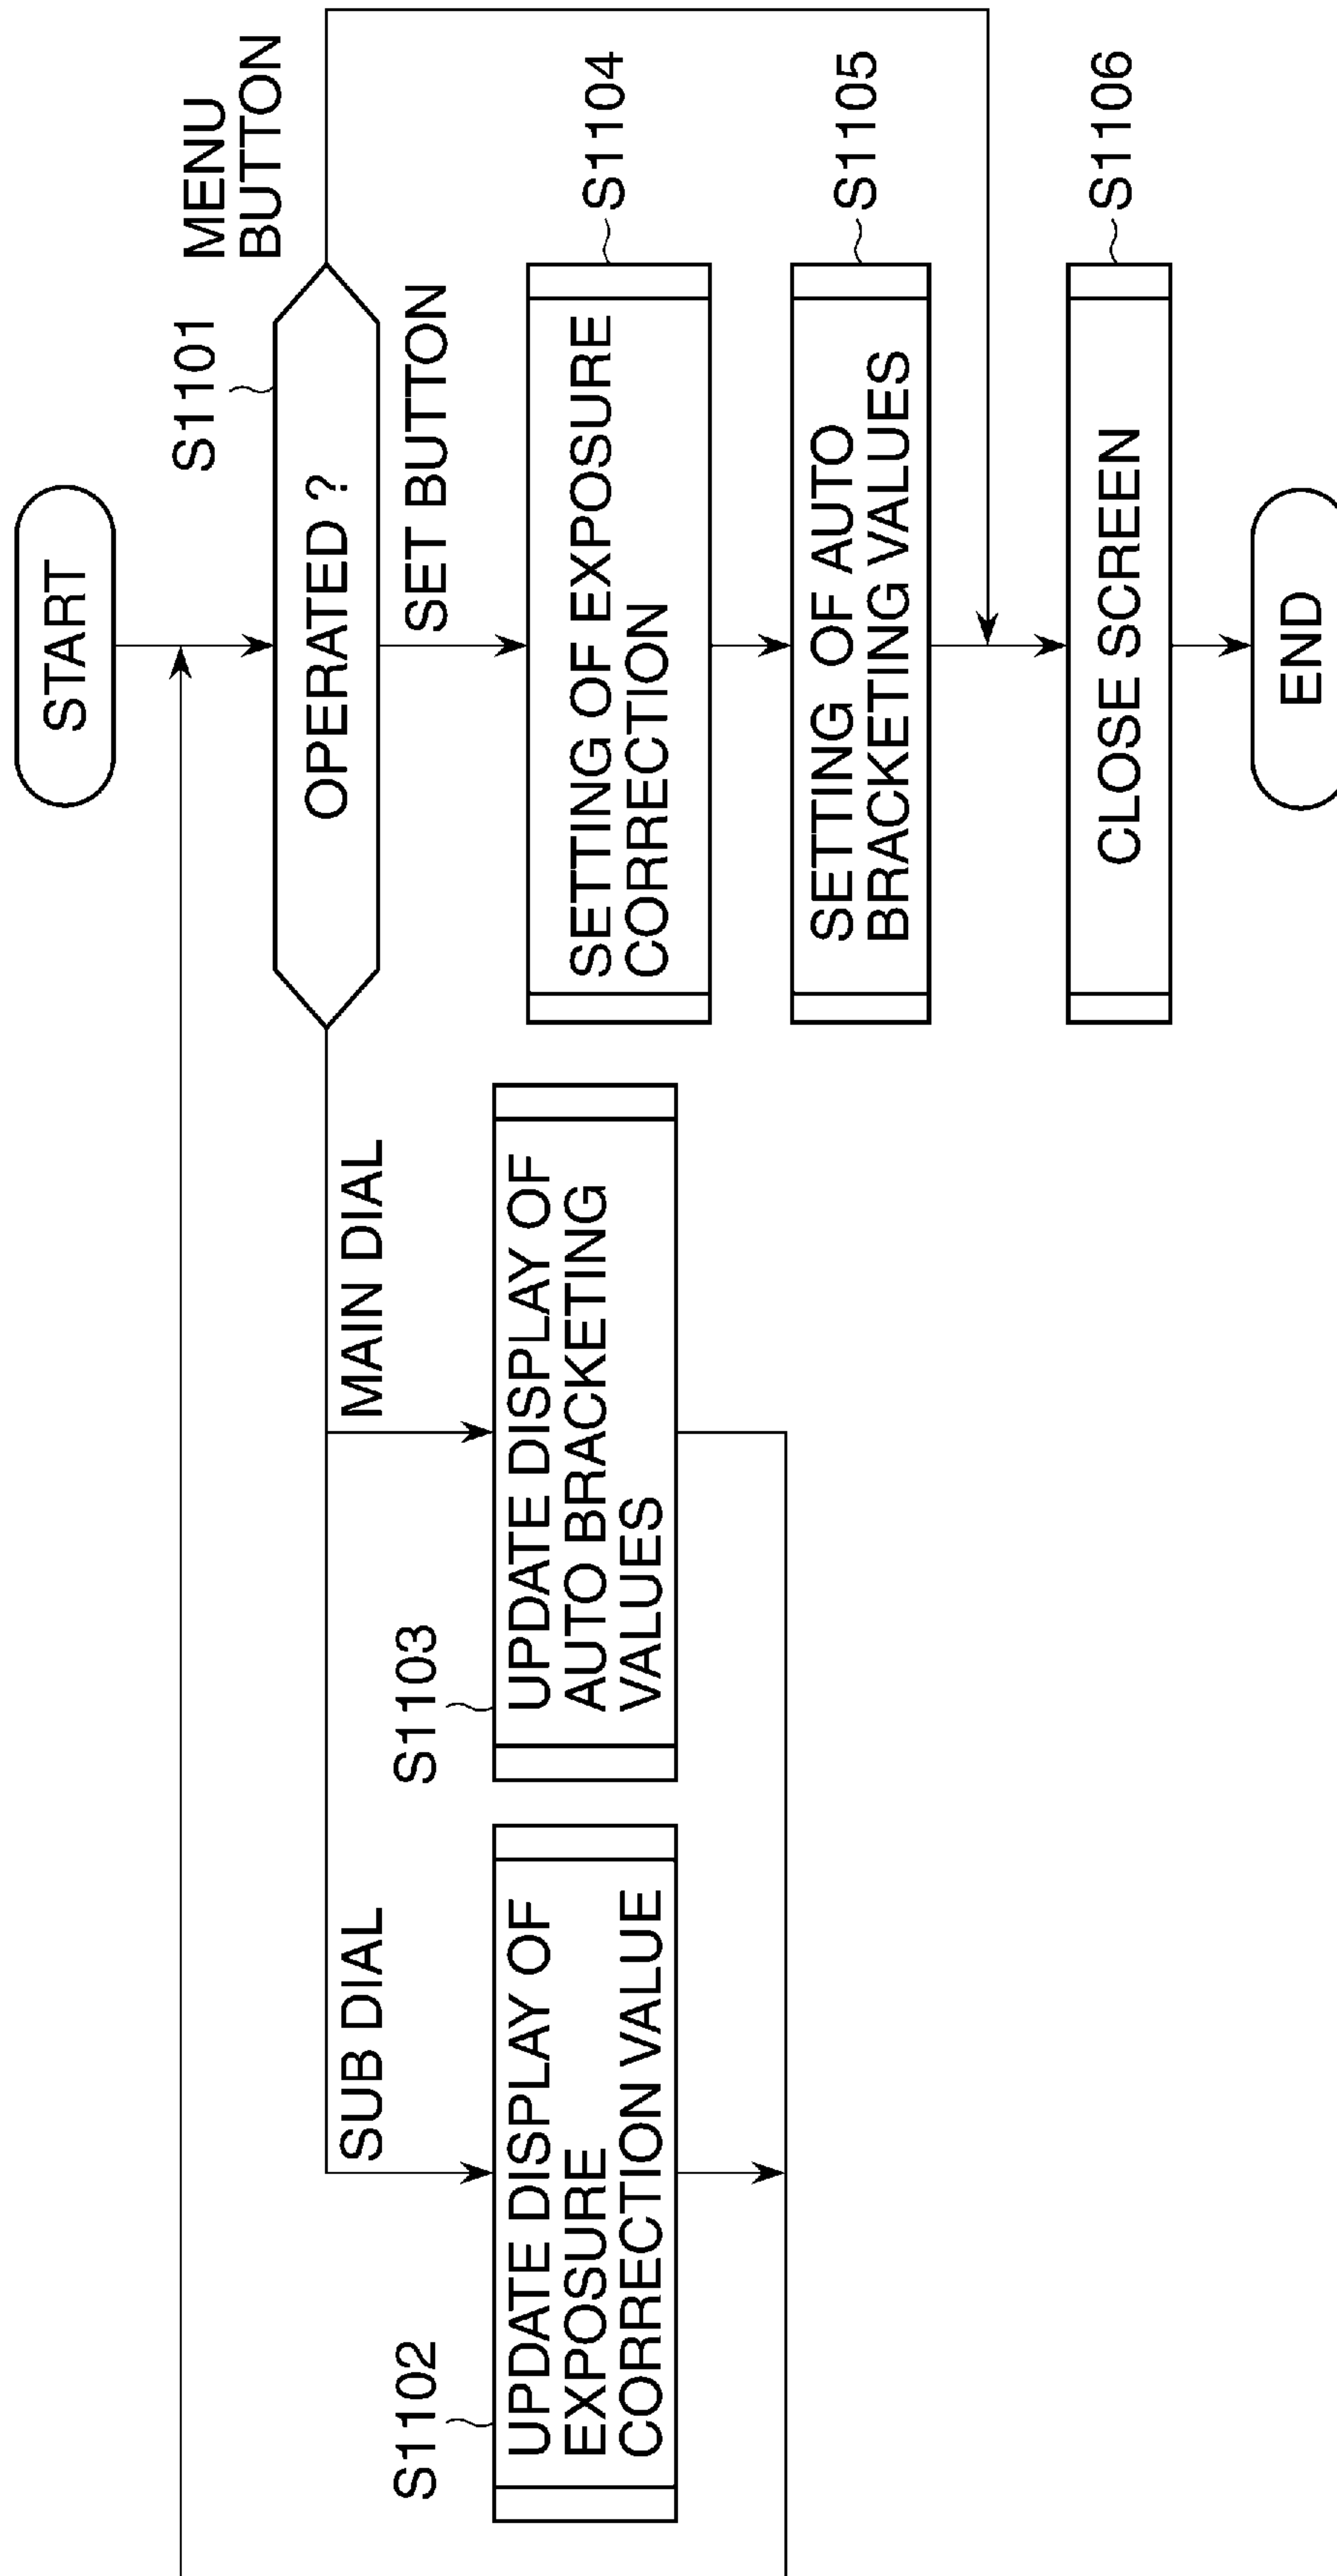 START
S1101
OPERATED ?
MENU
BUTTON
SUB DIAL
MAIN DIAL
SET BUTTON
S1102
UPDATE DISPLAY OF
EXPOSURE
CORRECTION VALUE
S1103
UPDATE DISPLAY OF
AUTO BRACKETING
VALUES
SETTING OF EXPOSURE
CORRECTION
S1104
SETTING OF AUTO
BRACKETING VALUES
S1105
CLOSE SCREEN
S1106
END